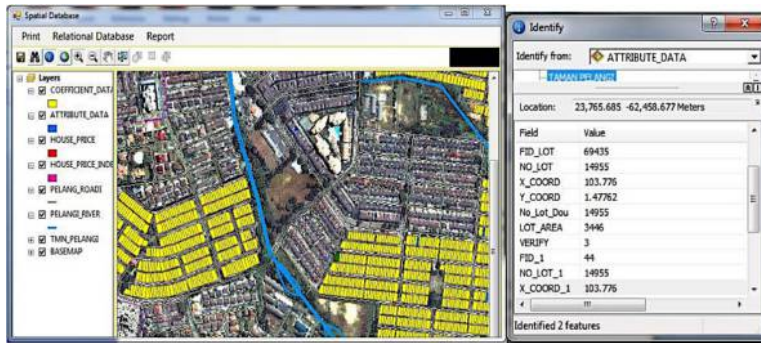 Spatial Database
Print Relational Database Report
Layers
COEFFICIENT_DATA
ATTRIBUTE_DATA
HOUSE_PRICE
HOUSE_PRICE_INDE
PELANG_ROADI
PELANGI_RIVER
TMN_PELANGI
BASEMAP
Identify
Identify from: ATTRIBUTE_DATA
TAMAN PELANGI
Location: 23,765.685 -62,458.677 Meters
Field Value
FID_LOT 69435
NO_LOT 14955
X_COORD 103.776
Y_COORD 1.47762
No_Lot_Dou 14955
LOT_AREA 3446
VERIFY 3
FID_1 44
NO_LOT_1 14955
X_COORD_1 103.776
Identified 2 features